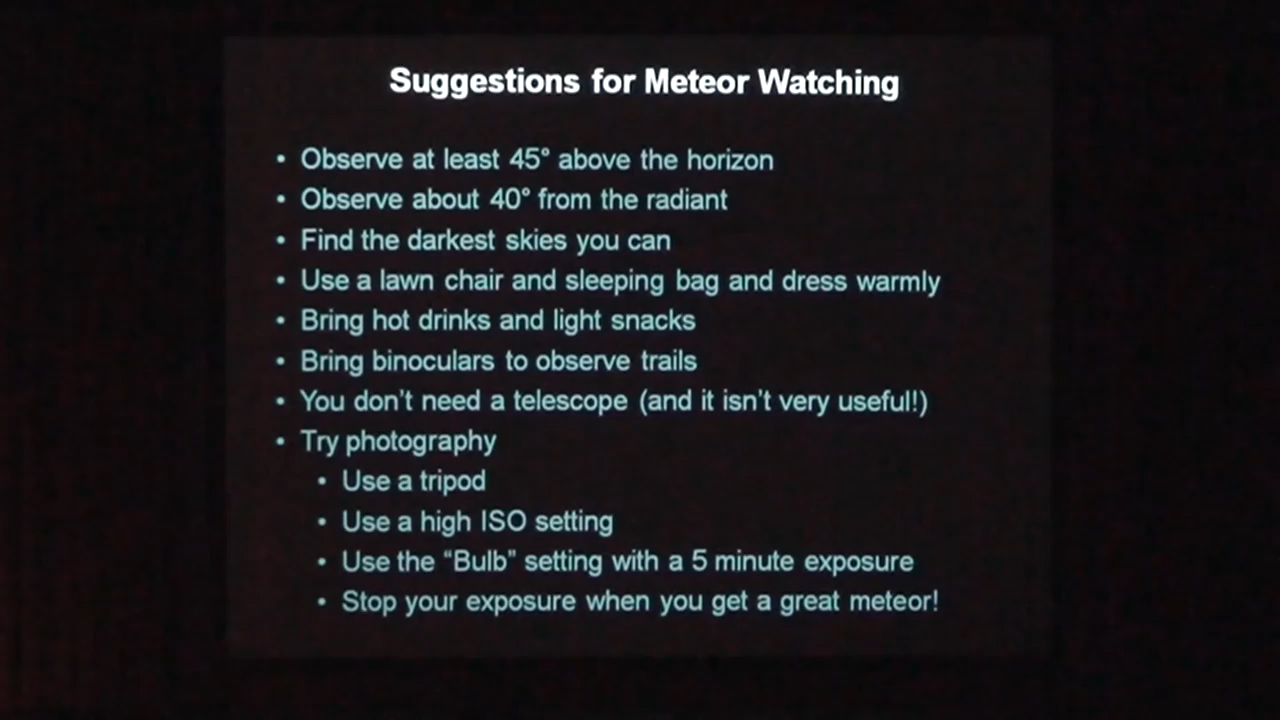 Suggestions for Meteor Watching
• Observe at least 45° above the horizon
• Observe about 40° from the radiant
• Find the darkest skies you can
• Use a lawn chair and sleeping bag and dress warmly
• Bring hot drinks and light snacks
• Bring binoculars to observe trails
• You don't need a telescope (and it isn't very useful!)
• Try photography
• Use a tripod
• Use a high ISO setting
• Use the “Bulb” setting with a 5 minute exposure
• Stop your exposure when you get a great meteor!